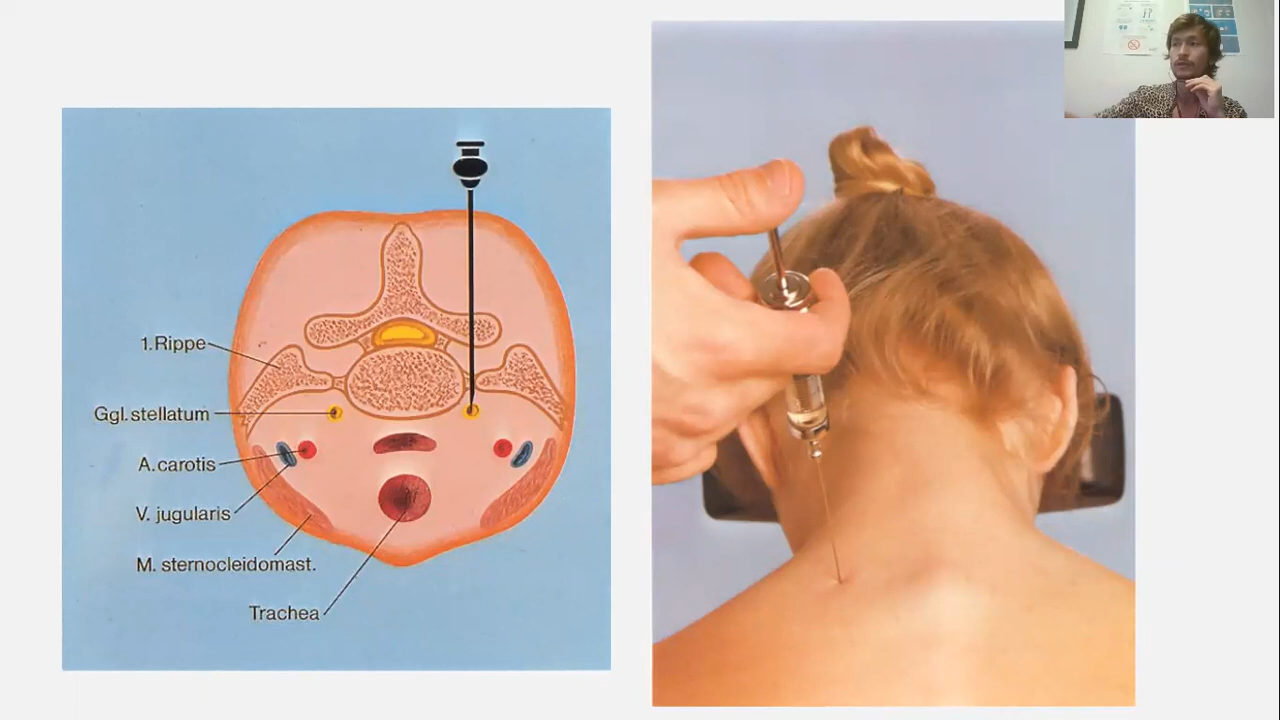 1.Rippe
Ggl. stellatum
A. carotis
V. jugularis
M. sternocleidomast.
Trachea